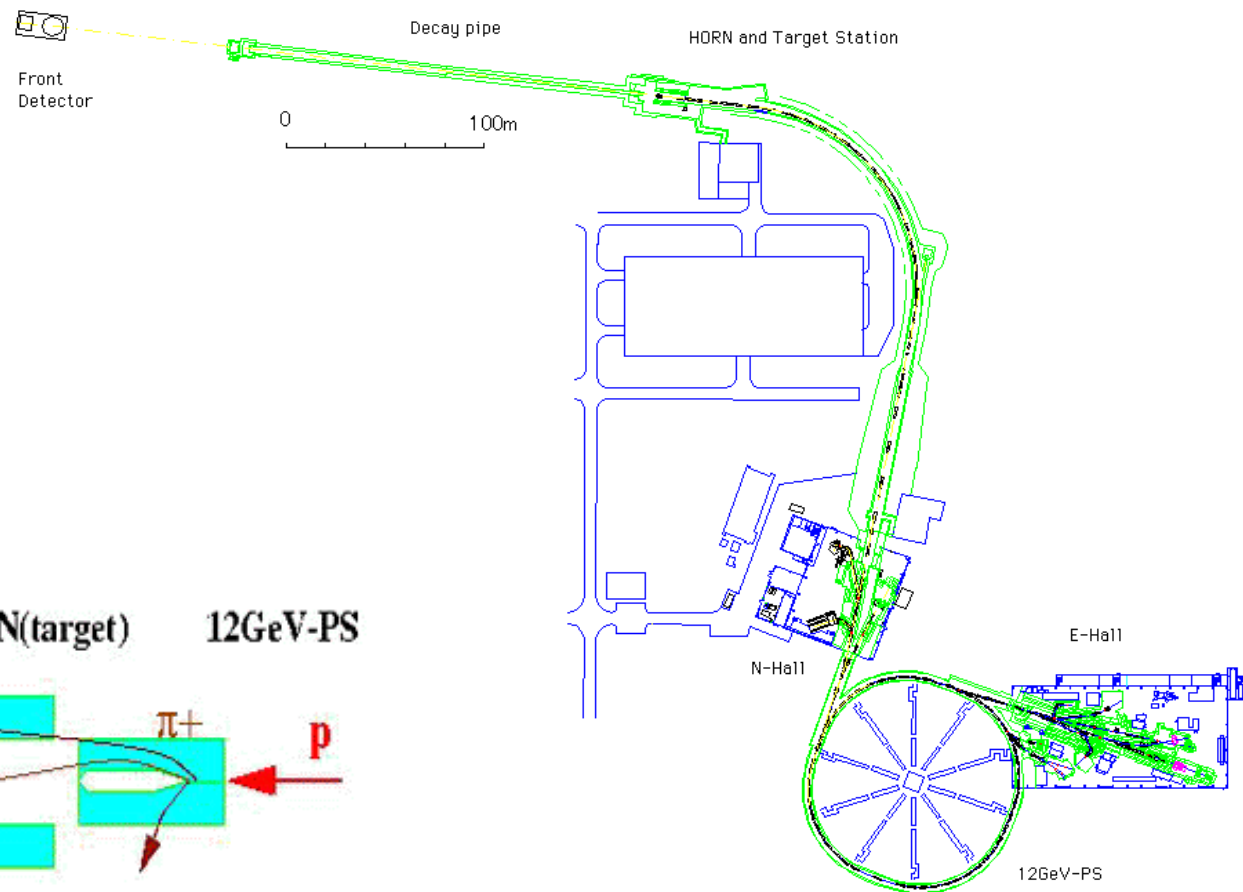 Decay pipe
HORN and Target Station
Front
Detector
0
100m
N(target)
12GeV-PS
E-Hall
N-Hall
π+
p
12GeV-PS